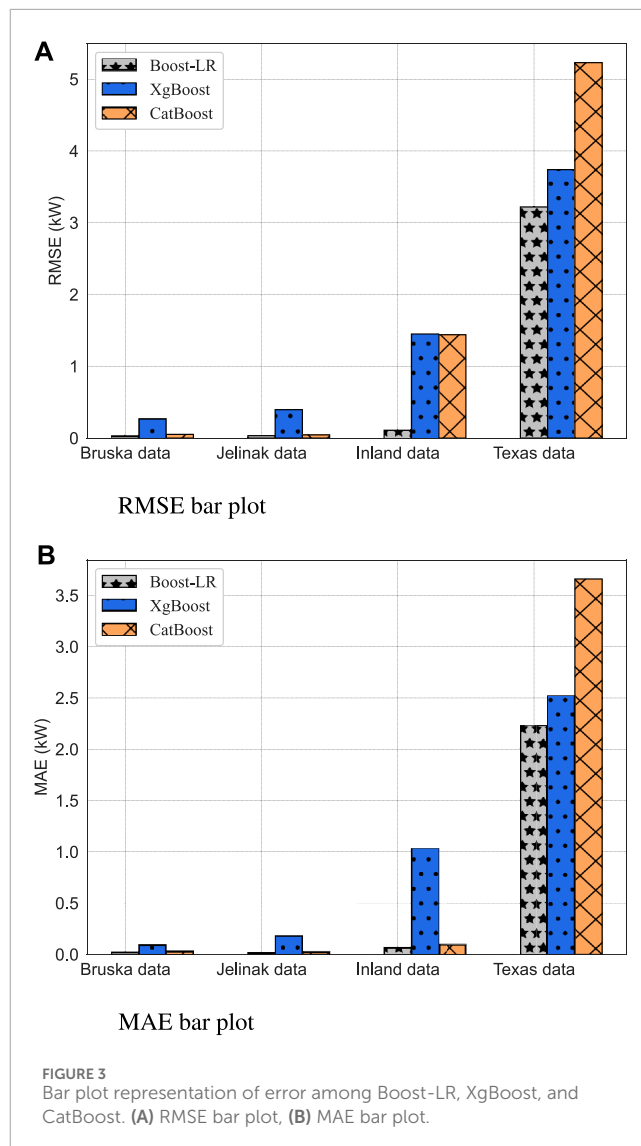 A
Boost-LR
XgBoost
CatBoost
5
4
3
2
1
0
RMSE (kW)
Bruska data Jelinak data Inland data Texas data
RMSE bar plot
B
Boost-LR
XgBoost
CatBoost
3.5
3.0
2.5
2.0
1.5
1.0
0.5
0.0
MAE (kW)
Bruska data Jelinak data Inland data Texas data
MAE bar plot
FIGURE 3
Bar plot representation of error among Boost-LR, XgBoost, and
CatBoost. (A) RMSE bar plot, (B) MAE bar plot.